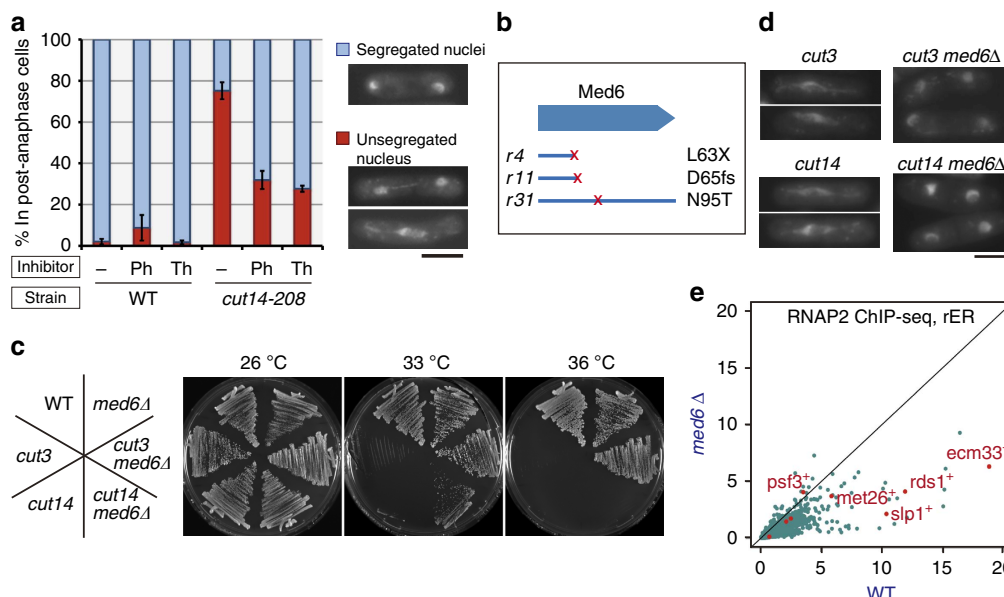 a
100
80
60
40
20
0
% In post-anaphase cells
Segregated nuclei
Unsegregated
nucleus
Inhibitor
– Ph Th – Ph Th
Strain
WT cut14-208
b
Med6
r4 L63X
r11 D65fs
r31 N95T
x
x
x
c
26 °C 33 °C 36 °C
WT med6Δ
cut3 cut3
med6Δ
cut14 cut14
med6Δ
d
cut3 cut3 med6Δ
cut14 cut14 med6Δ
e
RNAP2 ChIP-seq, rER
20
15
10
5
0
med6 Δ
psf3+
met26+
rds1+
slp1+
ecm33+
0 5 10 15 20
WT